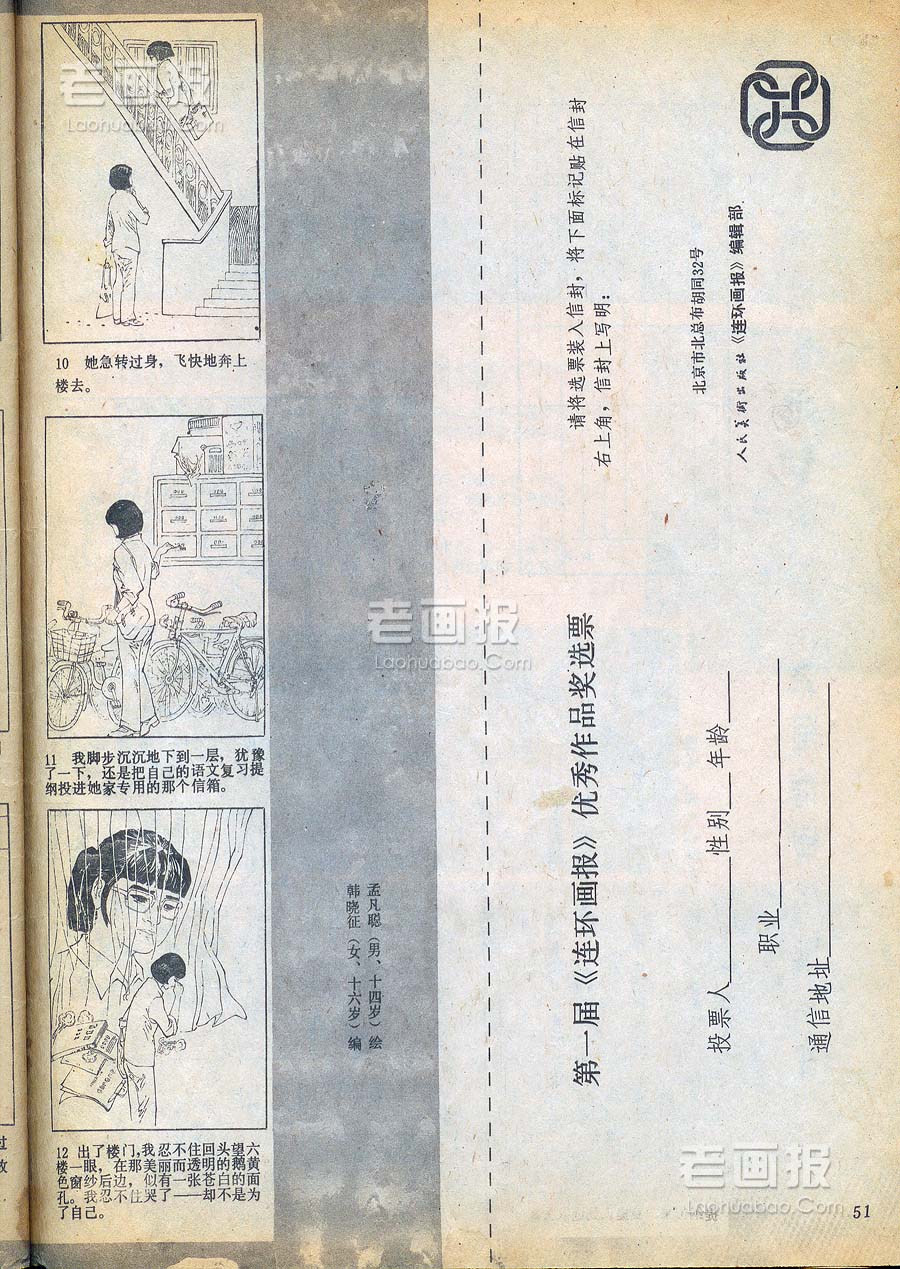 10 她急转过身，飞快地奔上
楼去。
11 我脚步沉沉地下到一层，犹豫
了一下，还是把自己的语文复习提
纲投进她家专用的那个信箱。
12 出了楼门，我忍不住回头望六
楼一眼，在那美丽而透明的鹅黄
色窗纱后边，似有一张苍白的面
孔。我忍不住哭了——却不是为
了自己。
韩晓征（女、十六岁）编
孟凡聪（男、十四岁）绘
第一届《连环画报》优秀作品奖选票
投票人 性别 年龄
职业
通信地址
请将选票装入信封，将下面标记贴在信封
右上角，信封上写明：
北京市北总布胡同32号
人民美术出版社《连环画报》编辑部
51
老画报
Laohuabao.Com
老画报
Laohuabao.Com
老画报
Laohuabao.Com